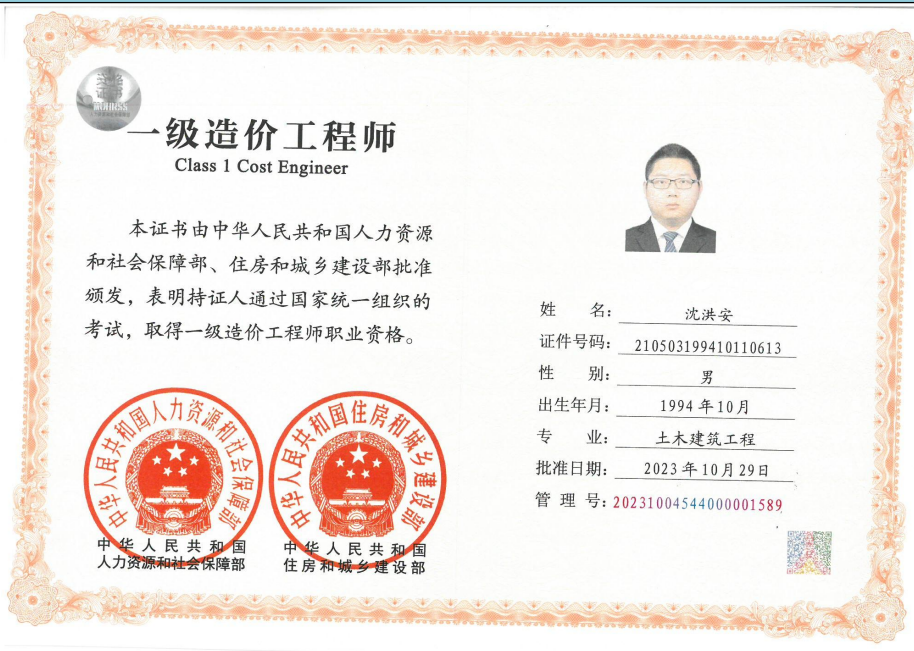 一级造价工程师
Class 1 Cost Engineer
本证书由中华人民共和国人力资源
和社会保障部、住房和城乡建设部批准
颁发，表明持证人通过国家统一组织的
考试，取得一级造价工程师职业资格。
中华人民共和国人力资源和社会保障部
中华人民共和国
人力资源和社会保障部
中华人民共和国住房和城乡建设部
中华人民共和国
住房和城乡建设部
姓 名： 沈洪安
证件号码： 210503199410110613
性 别： 男
出生年月： 1994年10月
专 业： 土木建筑工程
批准日期： 2023年10月29日
管 理 号： 20231004544000001589